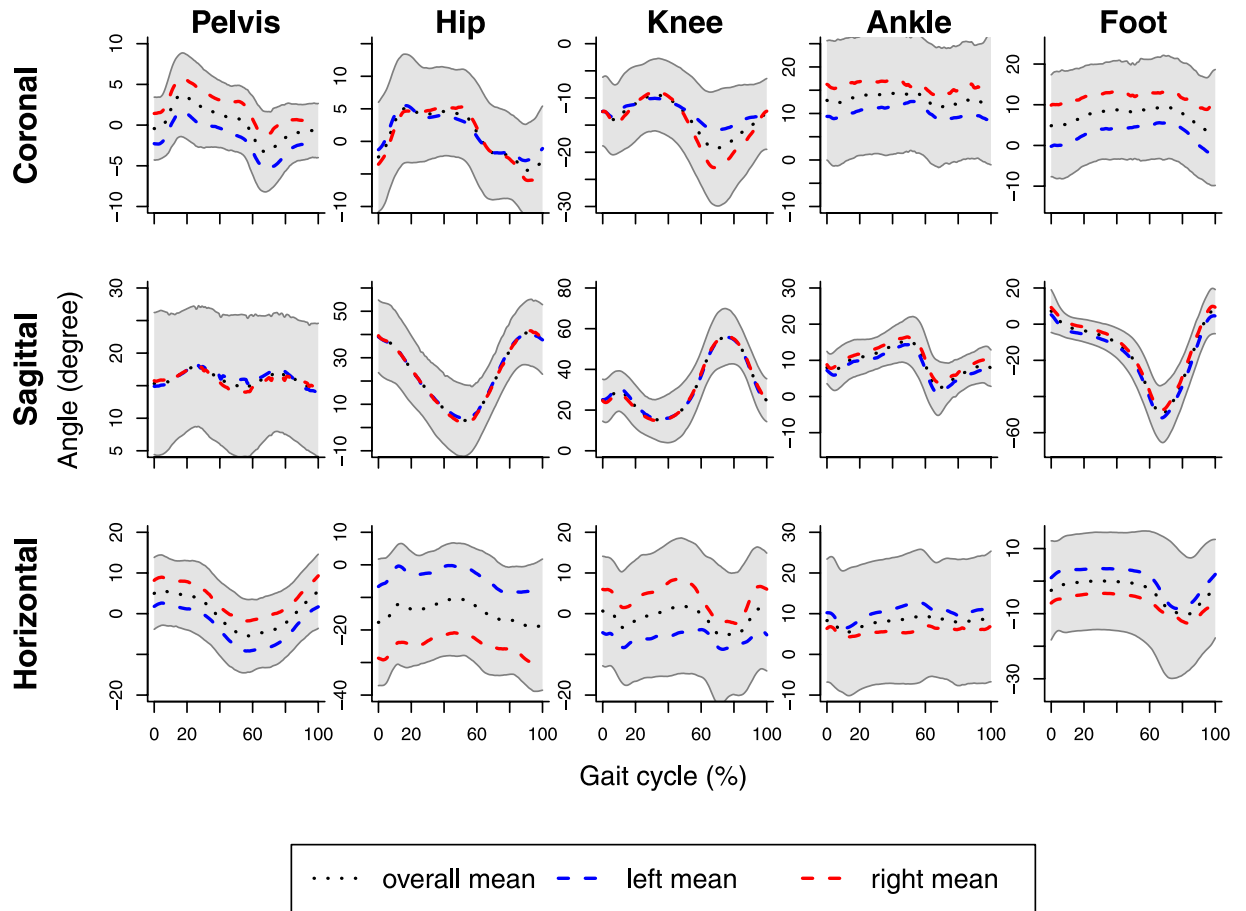 Pelvis Hip Knee Ankle Foot
Coronal
10 5 0 −5 −10
10 5 0 −5 −10
0 −10 −20 −30
20 10 0 −10
20 10 0 −10
Sagittal
Angle (degree)
30 20 10 5
50 30 10 −10
80 60 40 20 0
30 20 10 0 −10
20 0 −20 −60
Horizontal
20 10 0 −20
10 0 −20 −40
20 10 0 −20
30 20 10 0 −10
10 −10 −30
0 20 60 100 0 20 60 100 0 20 60 100 0 20 60 100 0 20 60 100
Gait cycle (%)
overall mean left mean right mean